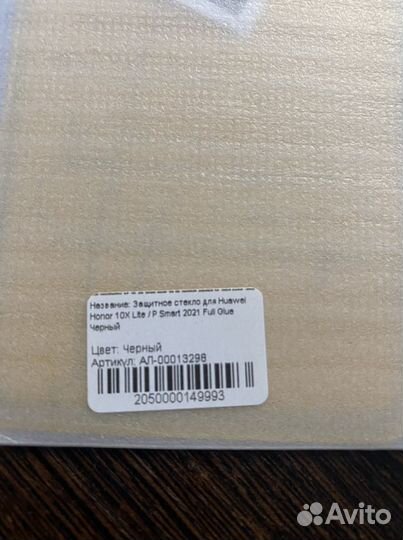 Название: Защитное стекло для Huawei
Honor 10X Lite / P Smart 2021 Full Glue
Черный
Цвет: Черный
Артикул: АЛ-00013298
2050000149993
Avito